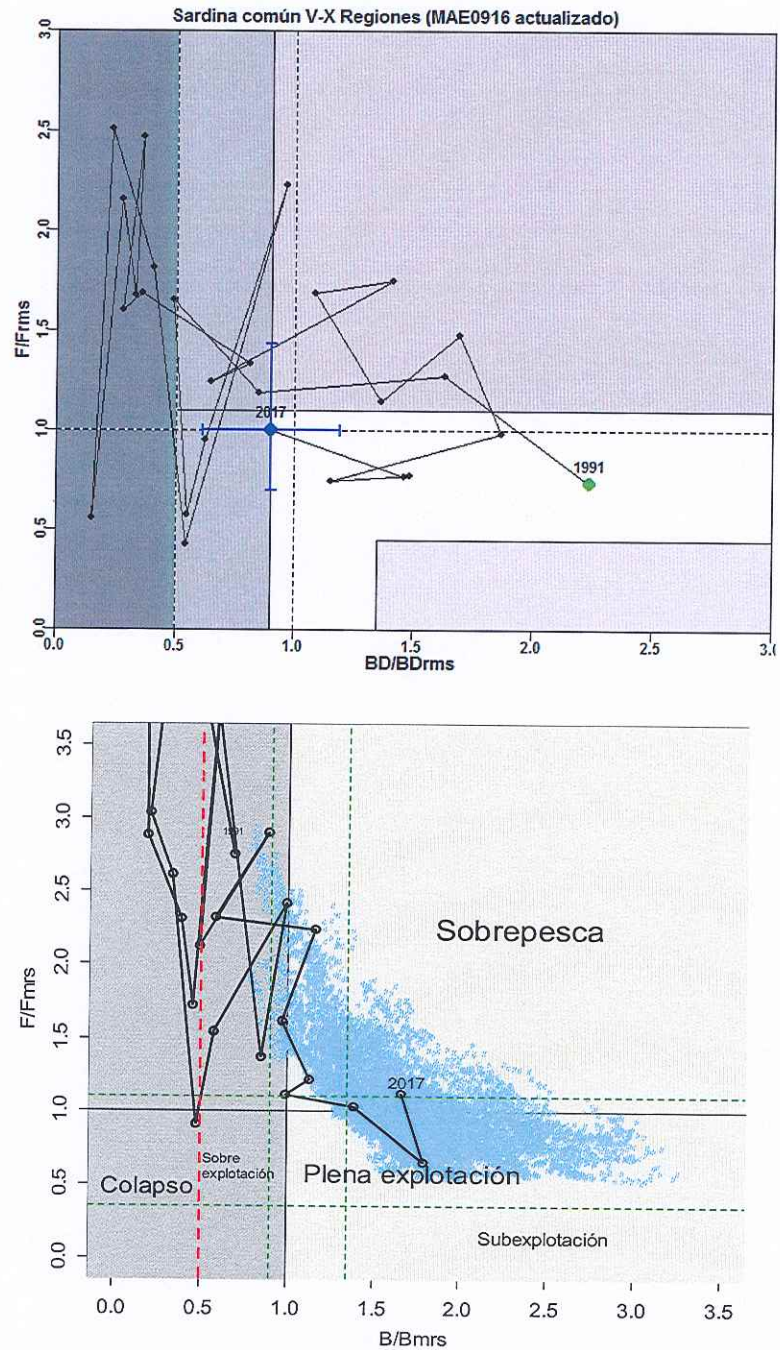 Sardina común V-X Regiones (MAE0916 actualizado)
3.0
2.5
2.0
1.5
1.0
0.5
0.0
F/Frms
2017
1991
0.0 0.5 1.0 1.5 2.0 2.5 3.0
BD/BDrms
3.5
3.0
2.5
2.0
1.5
1.0
0.5
0.0
F/Fmrs
1991
Sobrepesca
2017
Sobre
explotación
Colapso
Plena explotación
Subexplotación
0.0 0.5 1.0 1.5 2.0 2.5 3.0 3.5
B/Bmrs